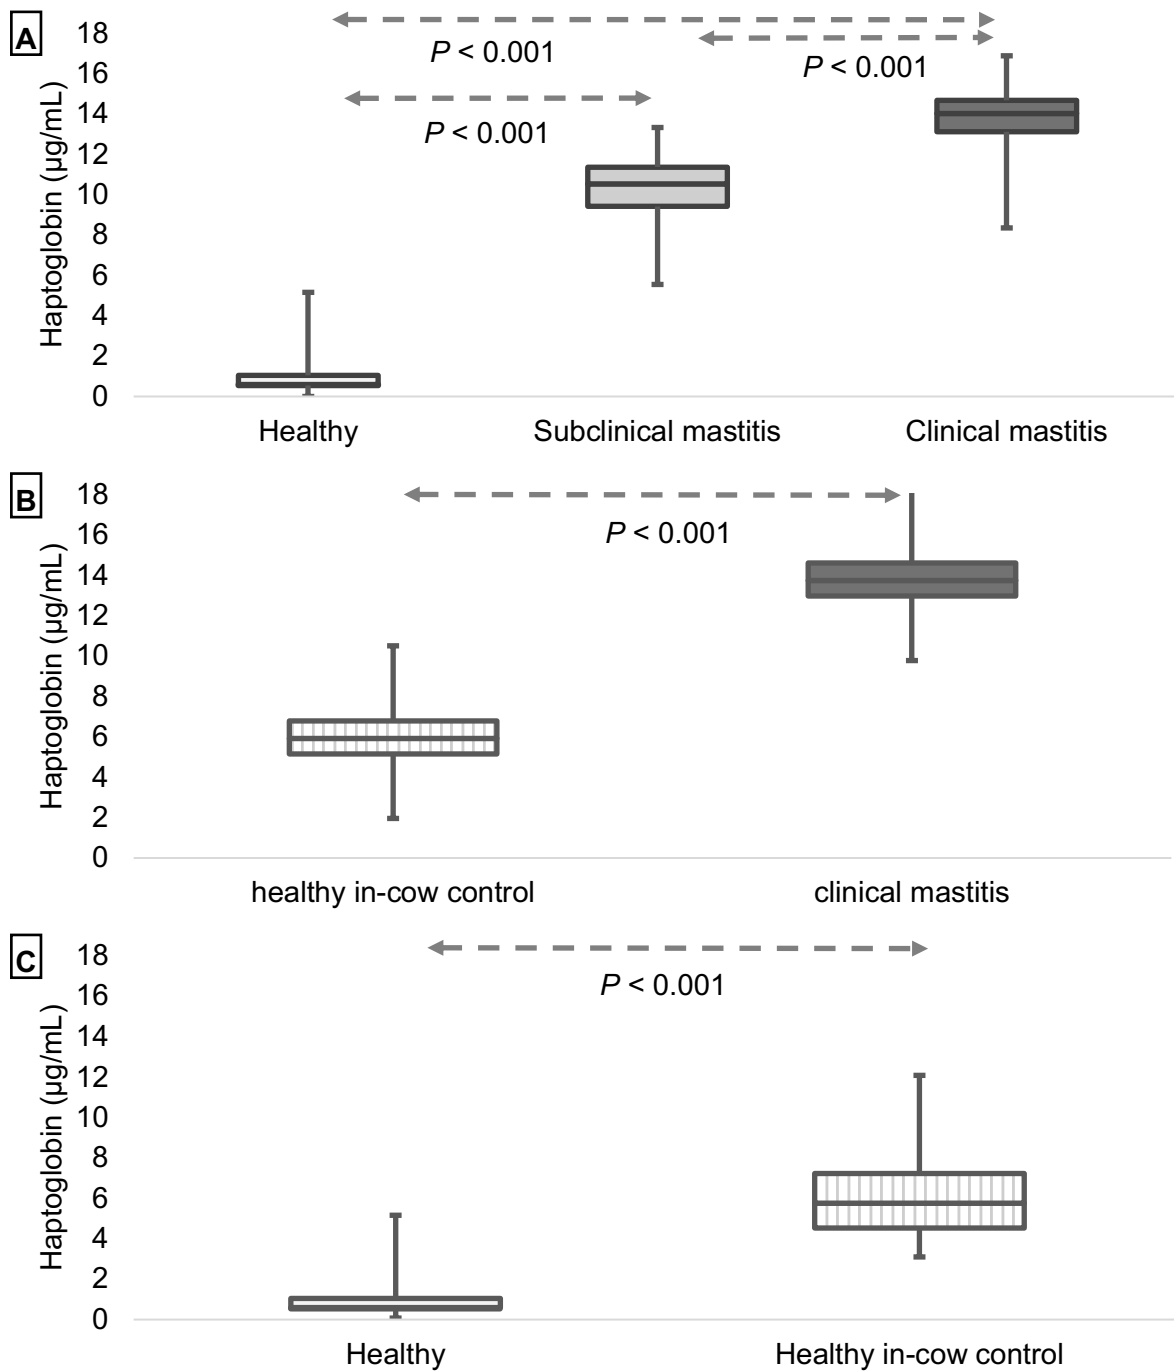 A
Haptoglobin (µg/mL)
18
16
14
12
10
8
6
4
2
0
P < 0.001
P < 0.001
P < 0.001
Healthy
Subclinical mastitis
Clinical mastitis
B
Haptoglobin (µg/mL)
18
16
14
12
10
8
6
4
2
0
P < 0.001
healthy in-cow control
clinical mastitis
C
Haptoglobin (µg/mL)
18
16
14
12
10
8
6
4
2
0
P < 0.001
Healthy
Healthy in-cow control